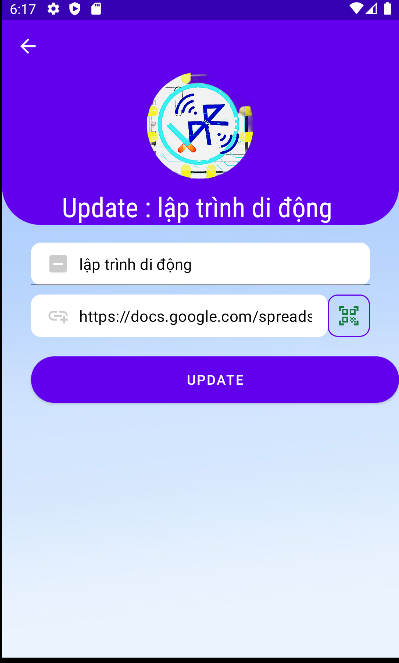 6:17
Update : lập trình di động
lập trình di động
https://docs.google.com/spreads
UPDATE